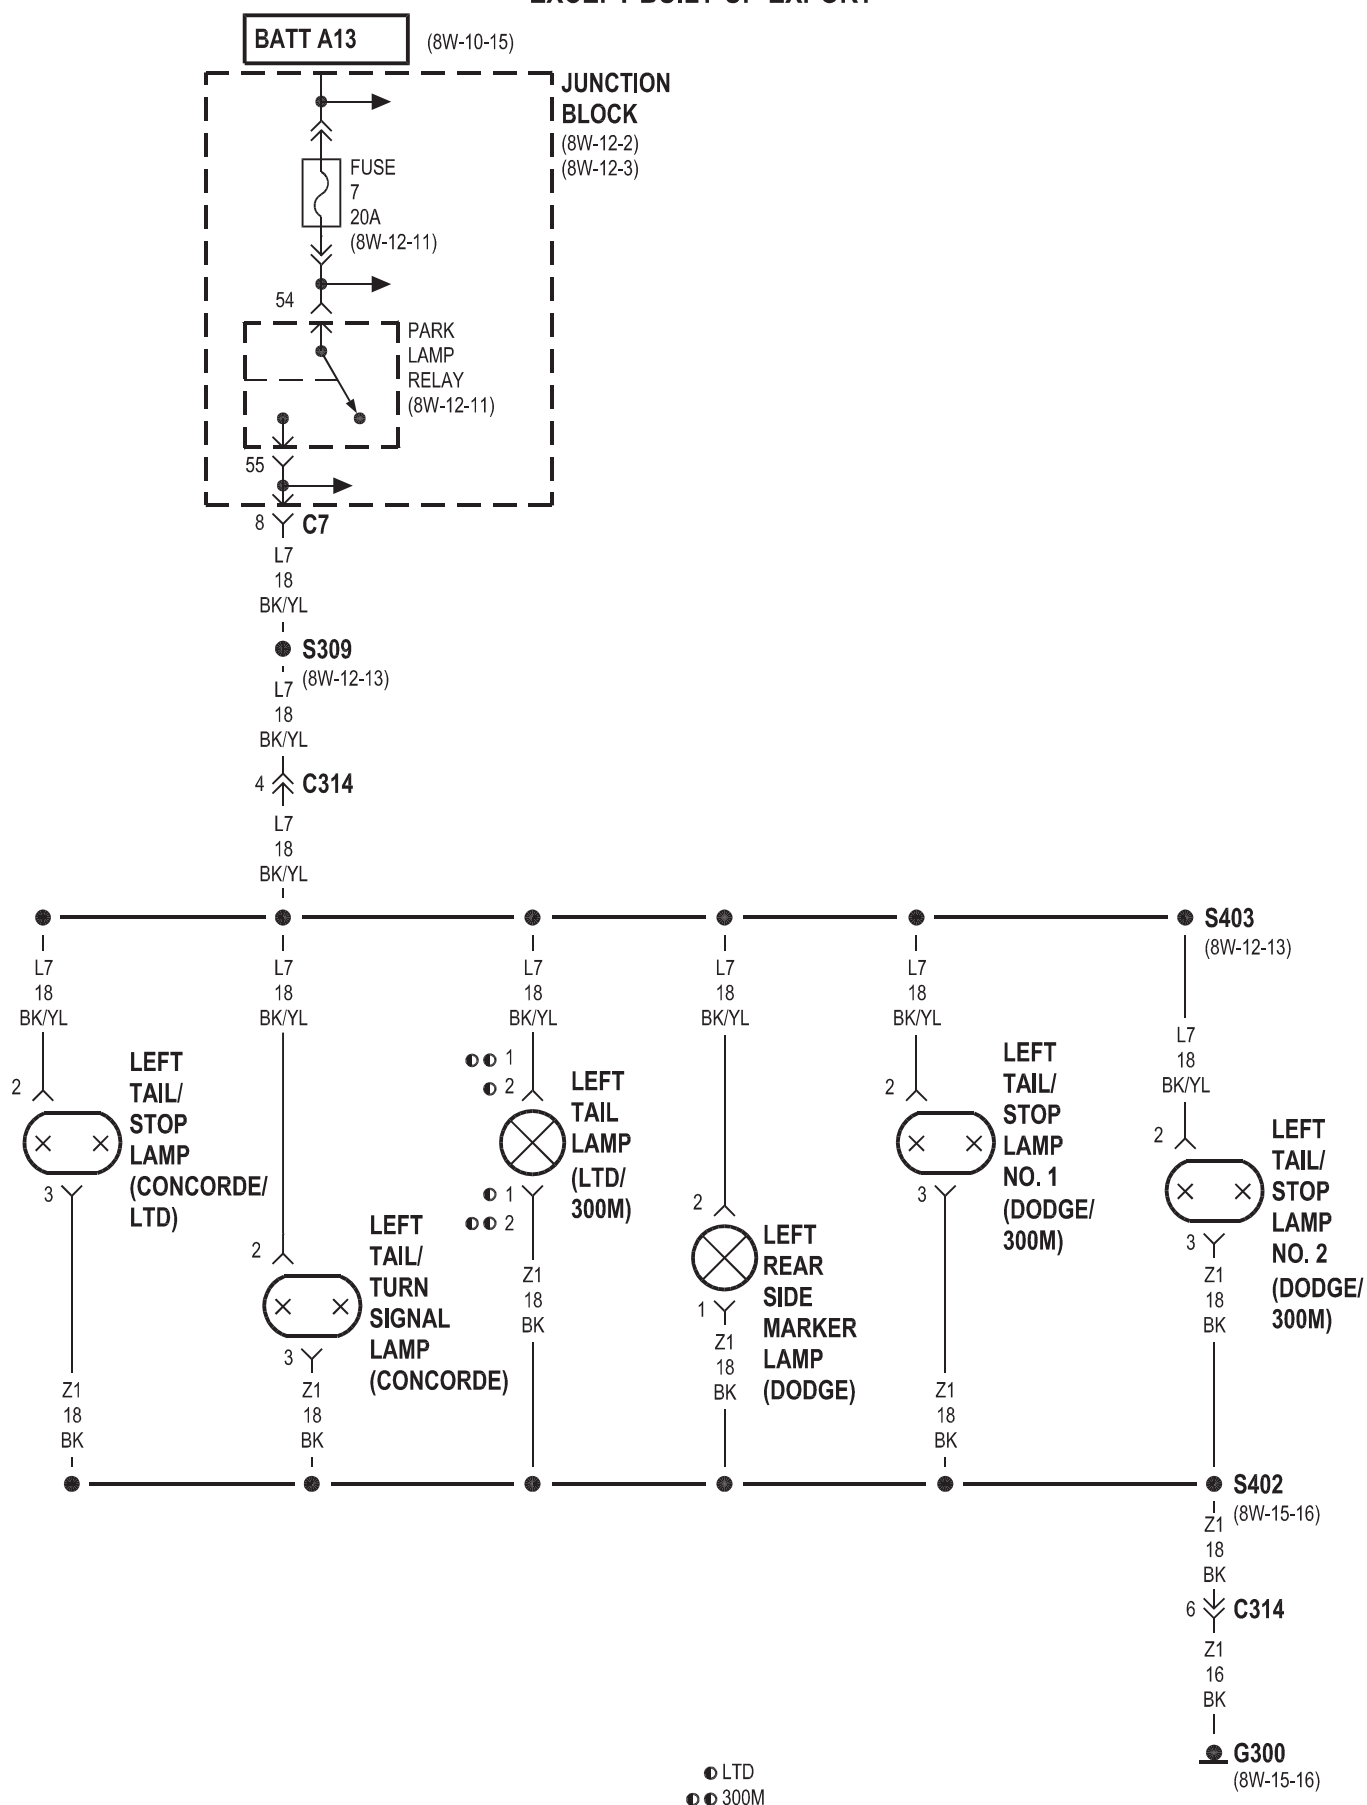 BATT A13
(8W-10-15)
JUNCTION
BLOCK
(8W-12-2)
(8W-12-3)
FUSE
7
20A
(8W-12-11)
54
PARK
LAMP
RELAY
(8W-12-11)
55
8
C7
L7
18
BK/YL
S309
(8W-12-13)
L7
18
BK/YL
4
C314
L7
18
BK/YL
S403
(8W-12-13)
L7
18
BK/YL
2
LEFT
TAIL/
STOP
LAMP
(CONCORDE/
LTD)
3
Z1
18
BK
L7
18
BK/YL
2
LEFT
TAIL/
TURN
SIGNAL
LAMP
(CONCORDE)
3
Z1
18
BK
L7
18
BK/YL
1
2
LEFT
TAIL
LAMP
(LTD/
300M)
1
2
Z1
18
BK
L7
18
BK/YL
2
LEFT
REAR
SIDE
MARKER
LAMP
(DODGE)
1
Z1
18
BK
L7
18
BK/YL
2
LEFT
TAIL/
STOP
LAMP
NO. 1
(DODGE/
300M)
3
Z1
18
BK
L7
18
BK/YL
2
LEFT
TAIL/
STOP
LAMP
NO. 2
(DODGE/
300M)
3
Z1
18
BK
S402
(8W-15-16)
Z1
18
BK
6
C314
Z1
16
BK
G300
(8W-15-16)
LTD
300M